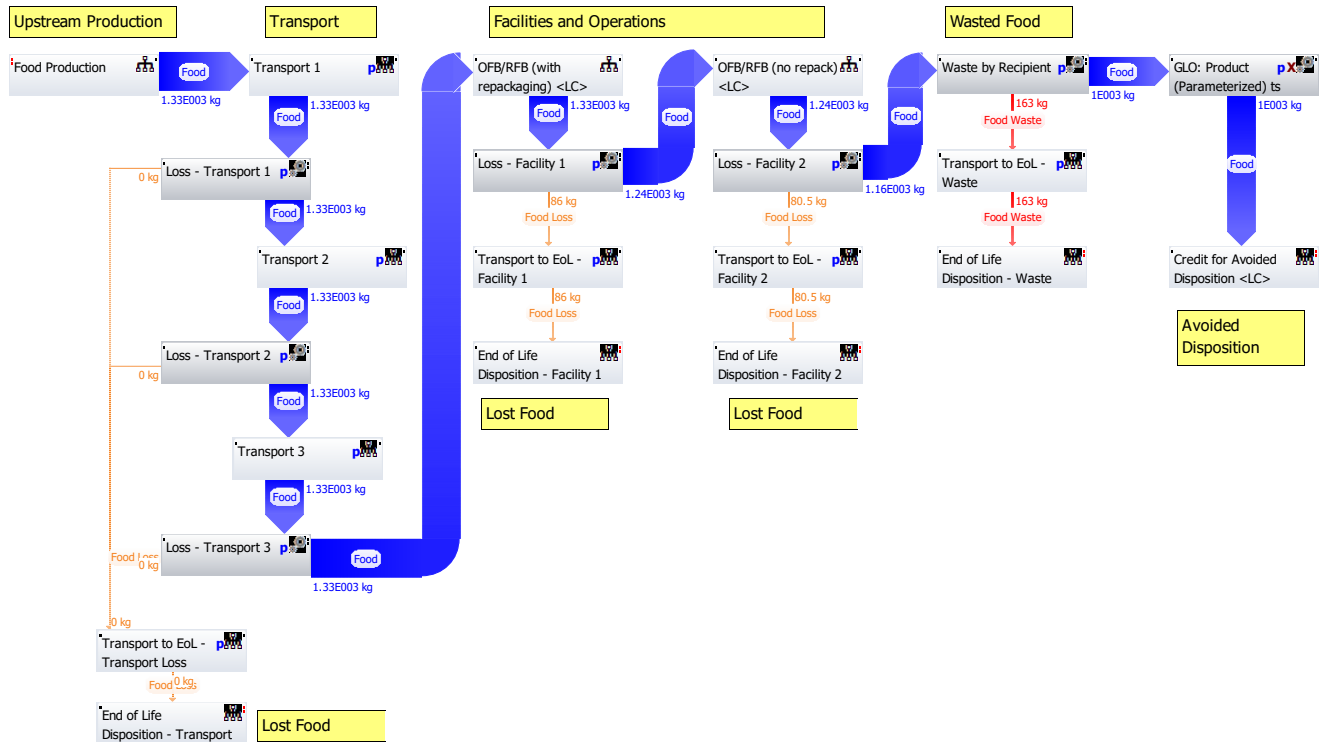 Upstream Production
Transport
Facilities and Operations
Wasted Food
Food Production
Food
1.33E003 kg
Transport 1
p
1.33E003 kg
Food
Loss - Transport 1
p
0 kg
1.33E003 kg
Food
Transport 2
p
1.33E003 kg
Food
Loss - Transport 2
p
0 kg
1.33E003 kg
Food
Transport 3
p
1.33E003 kg
Food
Loss - Transport 3
p
Food Loss
0 kg
Food
1.33E003 kg
0 kg
Transport to EoL -
Transport Loss
p
0 kg
Food Loss
End of Life
Disposition - Transport
Lost Food
OFB/RFB (with
repackaging) <LC>
1.33E003 kg
Food
Loss - Facility 1
p
Food
1.24E003 kg
86 kg
Food Loss
Transport to EoL -
Facility 1
p
86 kg
Food Loss
End of Life
Disposition - Facility 1
Lost Food
OFB/RFB (no repack)
<LC>
1.24E003 kg
Food
Loss - Facility 2
p
Food
1.16E003 kg
80.5 kg
Food Loss
Transport to EoL -
Facility 2
p
80.5 kg
Food Loss
End of Life
Disposition - Facility 2
Lost Food
Waste by Recipient
p
Food
1E003 kg
163 kg
Food Waste
Transport to EoL -
Waste
p
163 kg
Food Waste
End of Life
Disposition - Waste
GLO: Product
(Parameterized) ts
p X
1E003 kg
Food
Credit for Avoided
Disposition <LC>
Avoided
Disposition